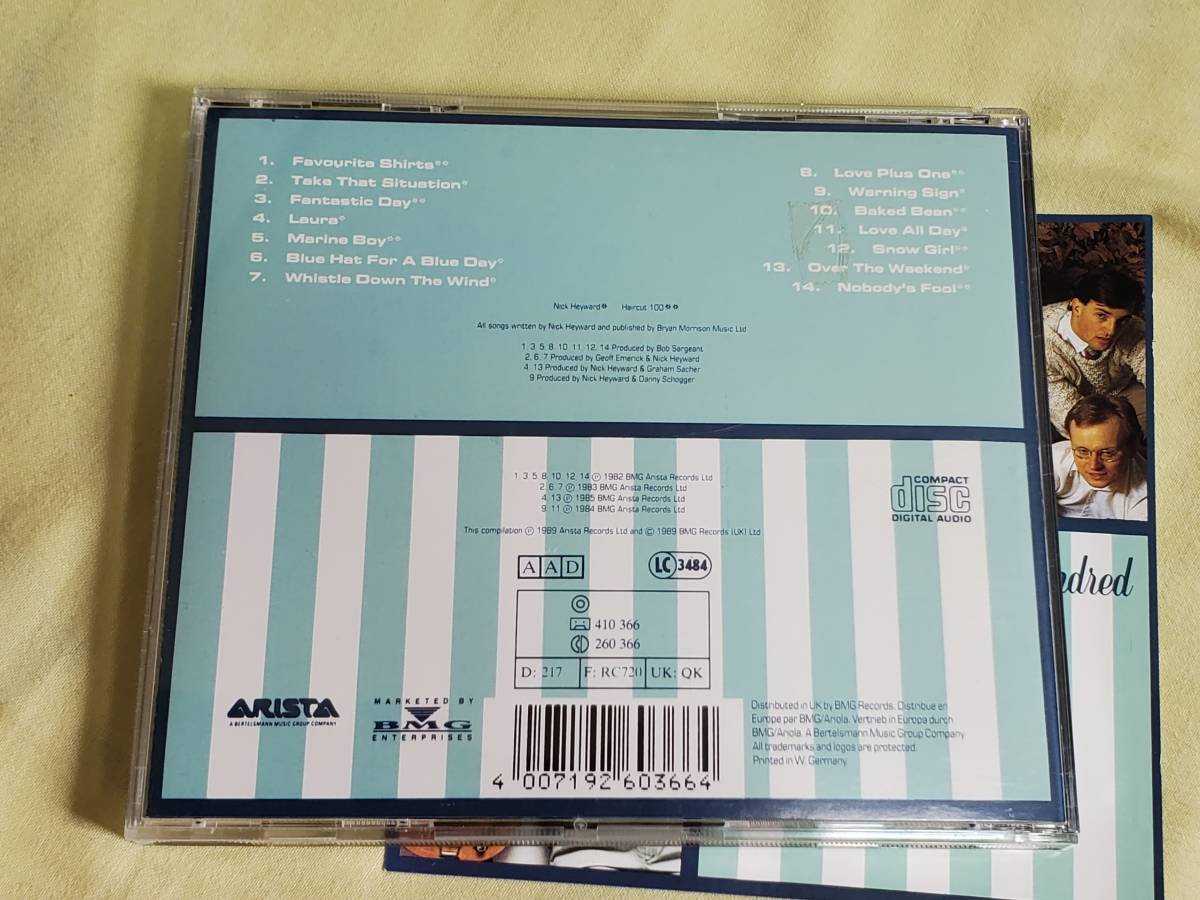 1. Favourite Shirts°°
2. Take That Situation°
3. Fantastic Day°°
4. Laura°
5. Marine Boy°°
6. Blue Hat For A Blue Day°
7. Whistle Down The Wind°
8. Love Plus One°°
9. Warning Sign°
10. Baked Bean°°
11. Love All Day°
12. Snow Girl°°
13. Over The Weekend°
14. Nobody's Fool°°
Nick Heyward° Haircut 100°°
All songs written by Nick Heyward and published by Bryan Morrison Music Ltd
1. 3. 5. 8. 10. 11. 12. 14 Produced by Bob Sargeant
2. 6. 7 Produced by Geoff Emerick & Nick Heyward
4. 13 Produced by Nick Heyward & Graham Sacher
9 Produced by Nick Heyward & Danny Schogger
1. 3. 5. 8. 10. 12. 14 ℗ 1982 BMG Arista Records Ltd
2. 6. 7 ℗ 1983 BMG Arista Records Ltd
4. 13 ℗ 1985 BMG Arista Records Ltd
9. 11 ℗ 1984 BMG Arista Records Ltd
This compilation ℗ 1989 Arista Records Ltd and © 1989 BMG Records (UK) Ltd
COMPACT
disc
DIGITAL AUDIO
AAD
LC 3484
410 366
260 366
D: 217 F: RC720 UK: QK
ARISTA
A BERTELSMANN MUSIC GROUP COMPANY
MARKETED BY
BMG
ENTERPRISES
Distributed in UK by BMG Records. Distribue en
Europe par BMG/Ariola. Vertrieb in Europa durch
BMG/Ariola. A Bertelsmann Music Group Company
All trademarks and logos are protected.
Printed in W. Germany
4 007192 603664
ndred